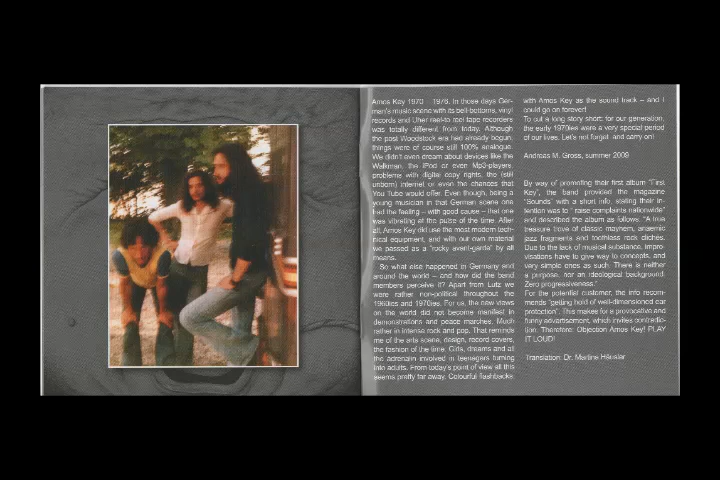 Amos Key 1970 – 1976. In those days Ger-
man's music scene with its bell-bottoms, vinyl
records and Uher reel-to reel tape recorders
was totally different from today. Although
the post Woodstock era had already begun,
things were of course still 100% analogue.
We didn't even dream about devices like the
Walkman, the iPod or even Mp3-players,
problems with digital copy rights, the (still
unborn) internet or even the chances that
You Tube would offer. Even though, being a
young musician in that German scene one
had the feeling – with good cause – that one
was vibrating at the pulse of the time. After
all, Amos Key did use the most modern tech-
nical equipment, and with our own material
we passed as a "rocky avant-garde" by all
means.
So what else happened in Germany and
around the world – and how did the band
members perceive it? Apart from Lutz we
were rather non-political throughout the
1960ies and 1970ies. For us, the new views
on the world did not become manifest in
demonstrations and peace marches. Much
rather in intense rock and pop. That reminds
me of the arts scene, design, record covers,
the fashion of the time. Girls, dreams and all
the adrenalin involved in teenagers turning
into adults. From today's point of view all this
seems pretty far away. Colourful flashbacks
with Amos Key as the sound track – and I
could go on forever!
To cut a long story short: for our generation,
the early 1970ies were a very special period
of our lives. Let's not forget and carry on!
Andreas M. Gross, summer 2009
By way of promoting their first album "First
Key", the band provided the magazine
"Sounds" with a short info, stating their in-
tention was to " raise complaints nationwide"
and described the album as follows: "A true
treasure trove of classic mayhem, anaemic
jazz fragments and toothless rock clichés.
Due to the lack of musical substance, impro-
visations have to give way to concepts, and
very simple ones as such. There is neither
a purpose, nor an ideological background.
Zero progressiveness."
For the potential customer, the info recom-
mends "getting hold of well-dimensioned ear
protection". This makes for a provocative and
funny advertisement, which invites contradic-
tion. Therefore: Objection Amos Key! PLAY
IT LOUD!
Translation: Dr. Martina Häusler